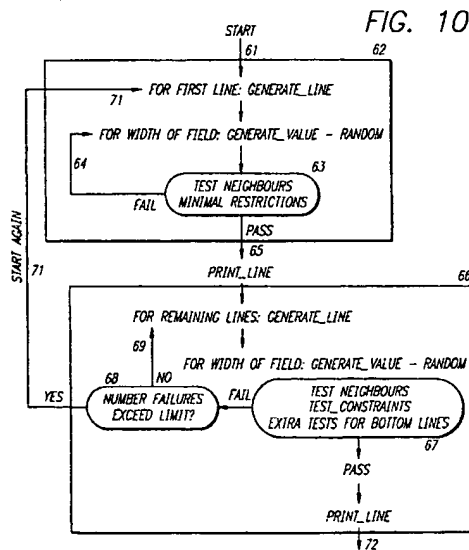 FIG. 10
START
61
62
71
FOR FIRST LINE: GENERATE_LINE
FOR WIDTH OF FIELD: GENERATE_VALUE - RANDOM
64
63
TEST NEIGHBOURS
MINIMAL RESTRICTIONS
FAIL
PASS
65
START AGAIN
71
PRINT_LINE
66
FOR REMAINING LINES: GENERATE_LINE
69
FOR WIDTH OF FIELD: GENERATE_VALUE - RANDOM
68
NO
YES
NUMBER FAILURES
EXCEED LIMIT?
FAIL
TEST NEIGHBOURS
TEST_CONSTRAINTS
EXTRA TESTS FOR BOTTOM LINES
67
PASS
PRINT_LINE
72